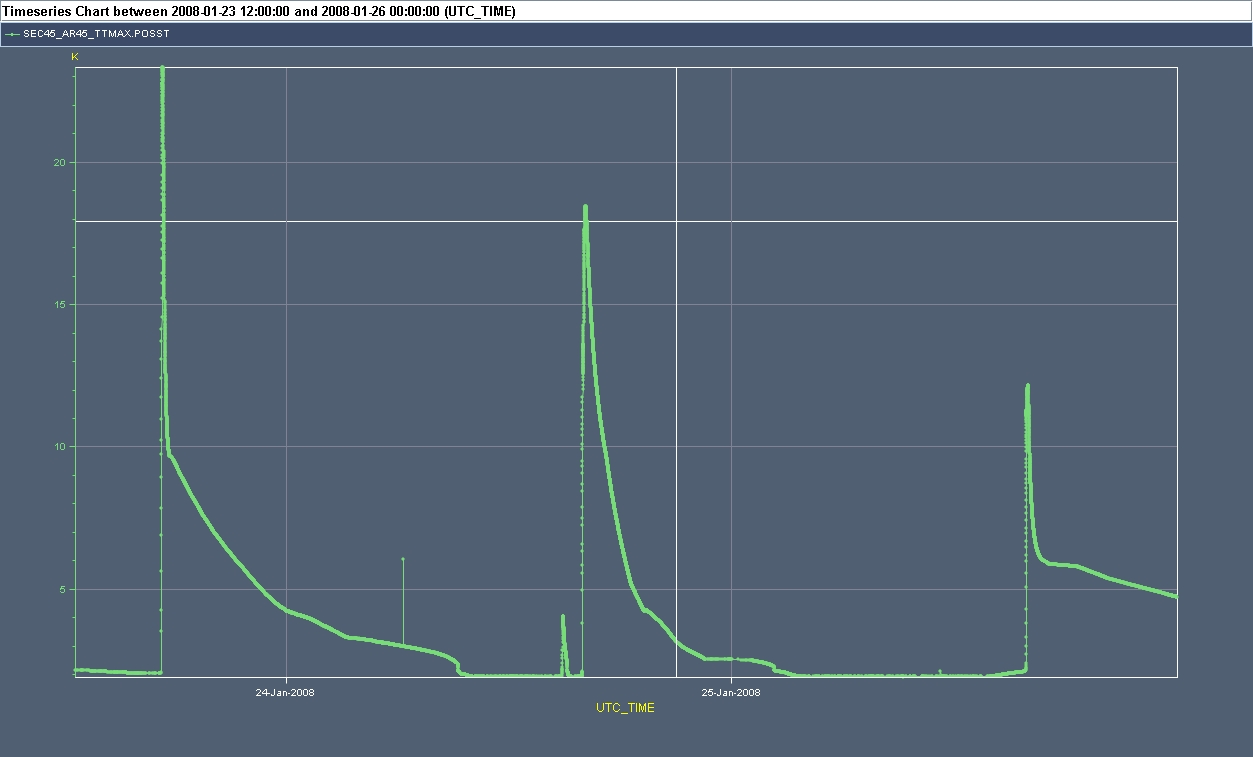 Timeseries Chart between 2008-01-23 12:00:00 and 2008-01-26 00:00:00 (UTC_TIME)
SEC45_AR45_TTMAX.POSST
K
20
15
10
5
24-Jan-2008 25-Jan-2008
UTC_TIME